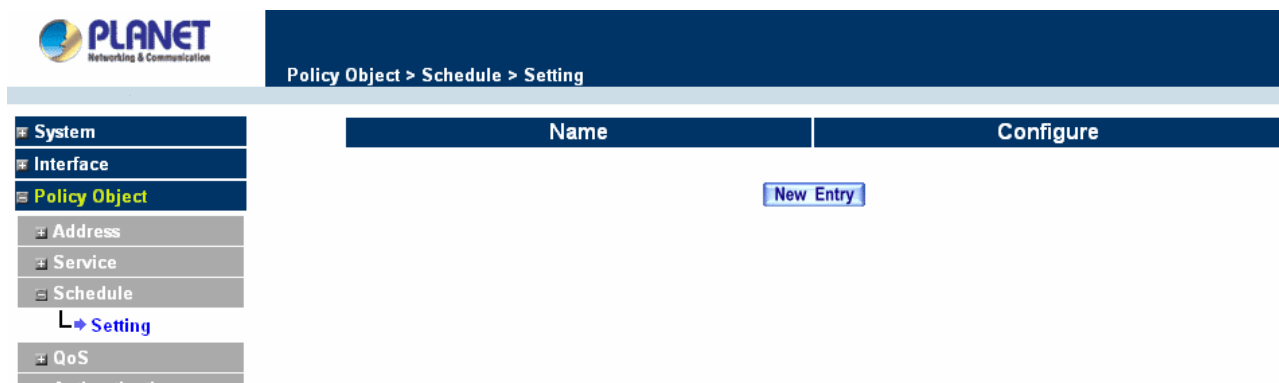 PLANET
Networking & Communication
Policy Object > Schedule > Setting
System
Interface
Policy Object
Address
Service
Schedule
Setting
QoS
Name Configure
New Entry